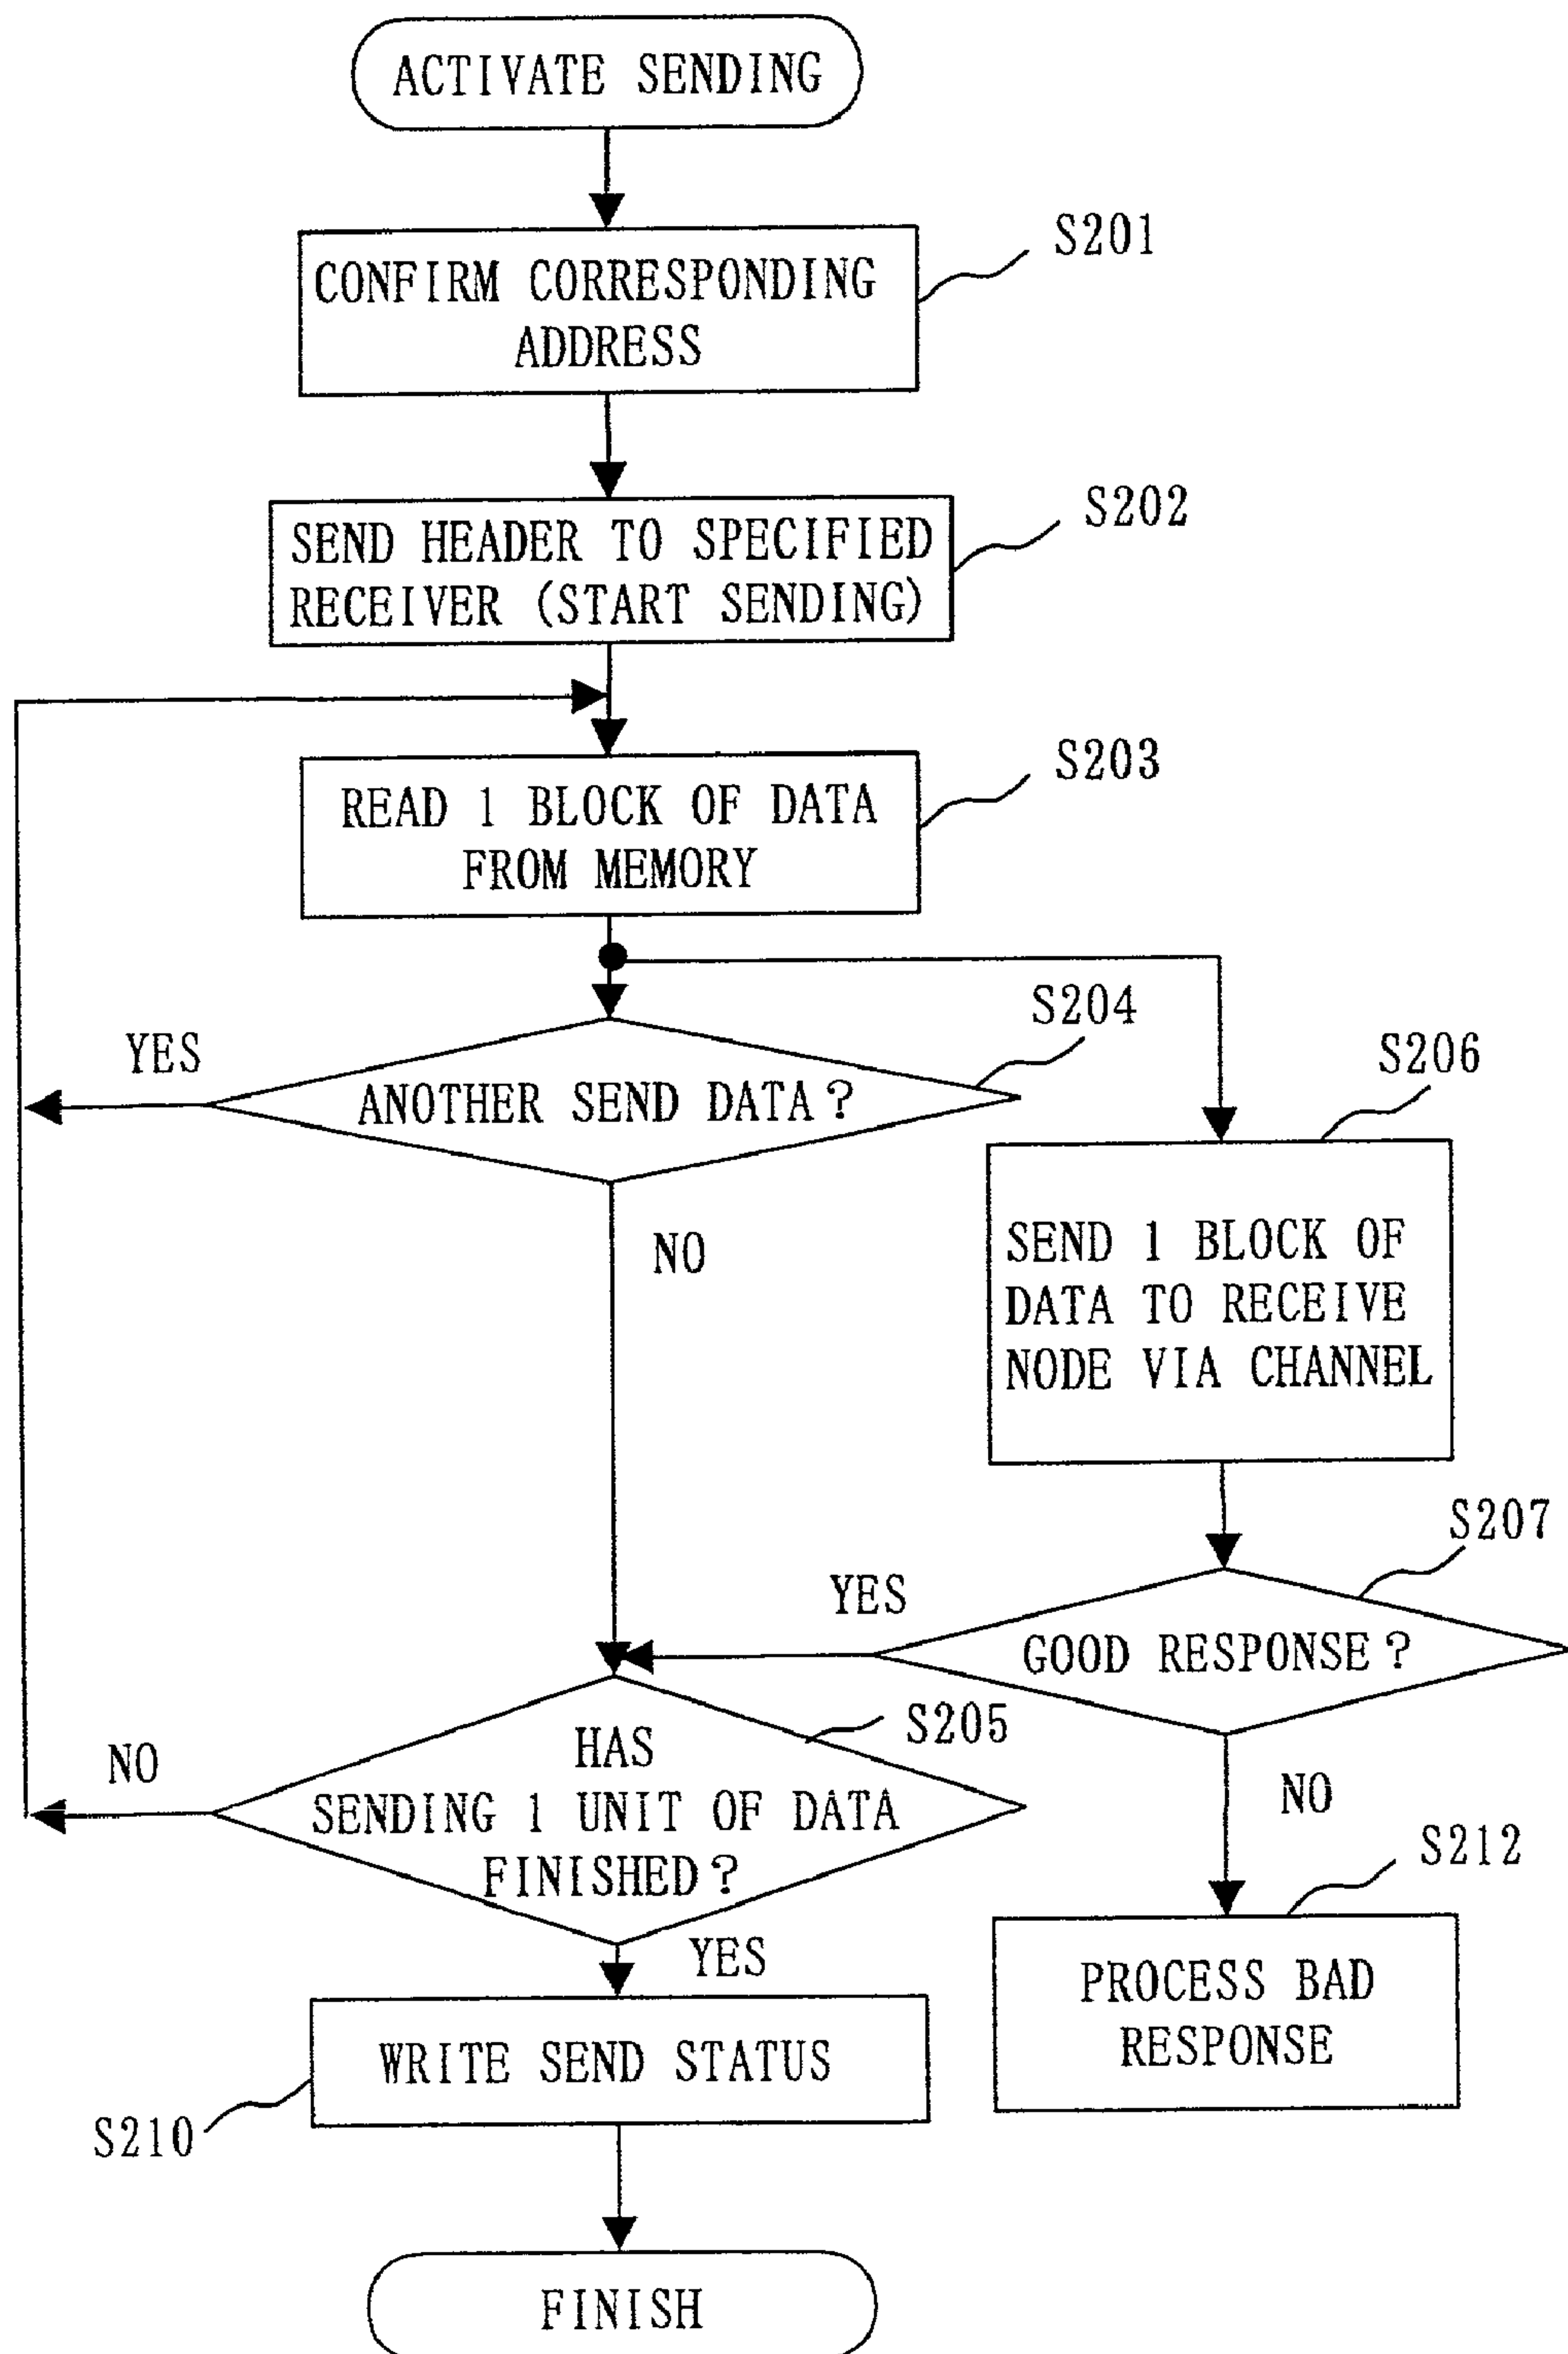 ACTIVATE SENDING
S201
CONFIRM CORRESPONDING
ADDRESS
S202
SEND HEADER TO SPECIFIED
RECEIVER (START SENDING)
S203
READ 1 BLOCK OF DATA
FROM MEMORY
S204
YES
ANOTHER SEND DATA?
S206
NO
SEND 1 BLOCK OF
DATA TO RECEIVE
NODE VIA CHANNEL
S207
YES
GOOD RESPONSE?
S205
NO
HAS
SENDING 1 UNIT OF DATA
FINISHED?
NO
S212
YES
PROCESS BAD
RESPONSE
WRITE SEND STATUS
S210
FINISH